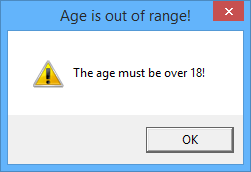 Age is out of range!
The age must be over 18!
OK